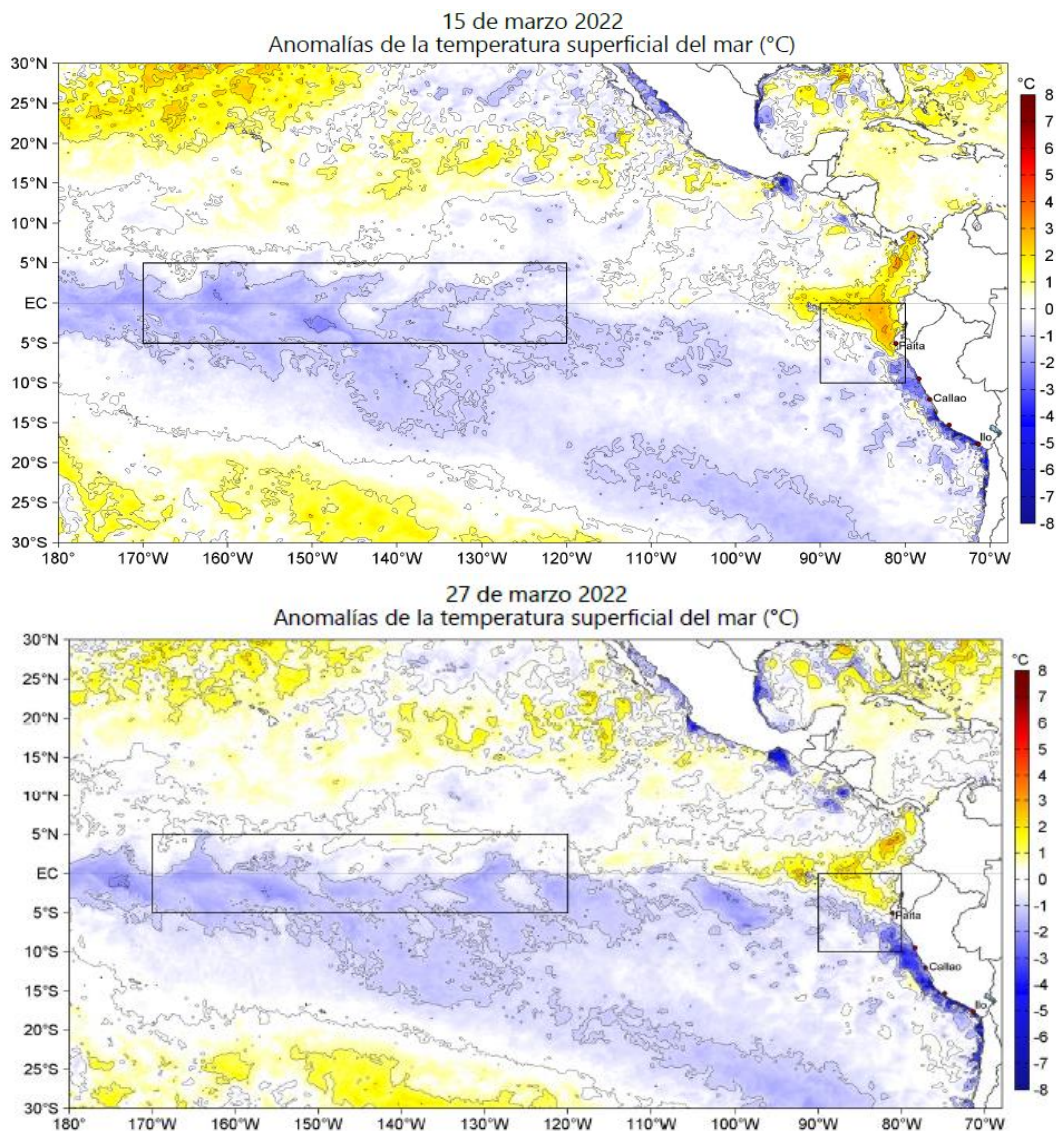 15 de marzo 2022
Anomalías de la temperatura superficial del mar (°C)
30°N
25°N
20°N
15°N
10°N
5°N
EC
5°S
10°S
15°S
20°S
25°S
30°S
180
170°W
160°W
150°W
140°W
130°W
120°W
110°W
100°W
90°W
80°W
70°W
Paita
Callao
Ilo
°C
8
7
6
5
4
3
2
1
0
-1
-2
-3
-4
-5
-6
-7
-8
27 de marzo 2022
Anomalías de la temperatura superficial del mar (°C)
30°N
25°N
20°N
15°N
10°N
5°N
EC
5°S
10°S
15°S
20°S
25°S
30°S
180°
170°W
160°W
150°W
140°W
130°W
120°W
110°W
100°W
90°W
80°W
70°W
Paita
Callao
Ilo
°C
8
7
6
5
4
3
2
1
0
-1
-2
-3
-4
-5
-6
-7
-8